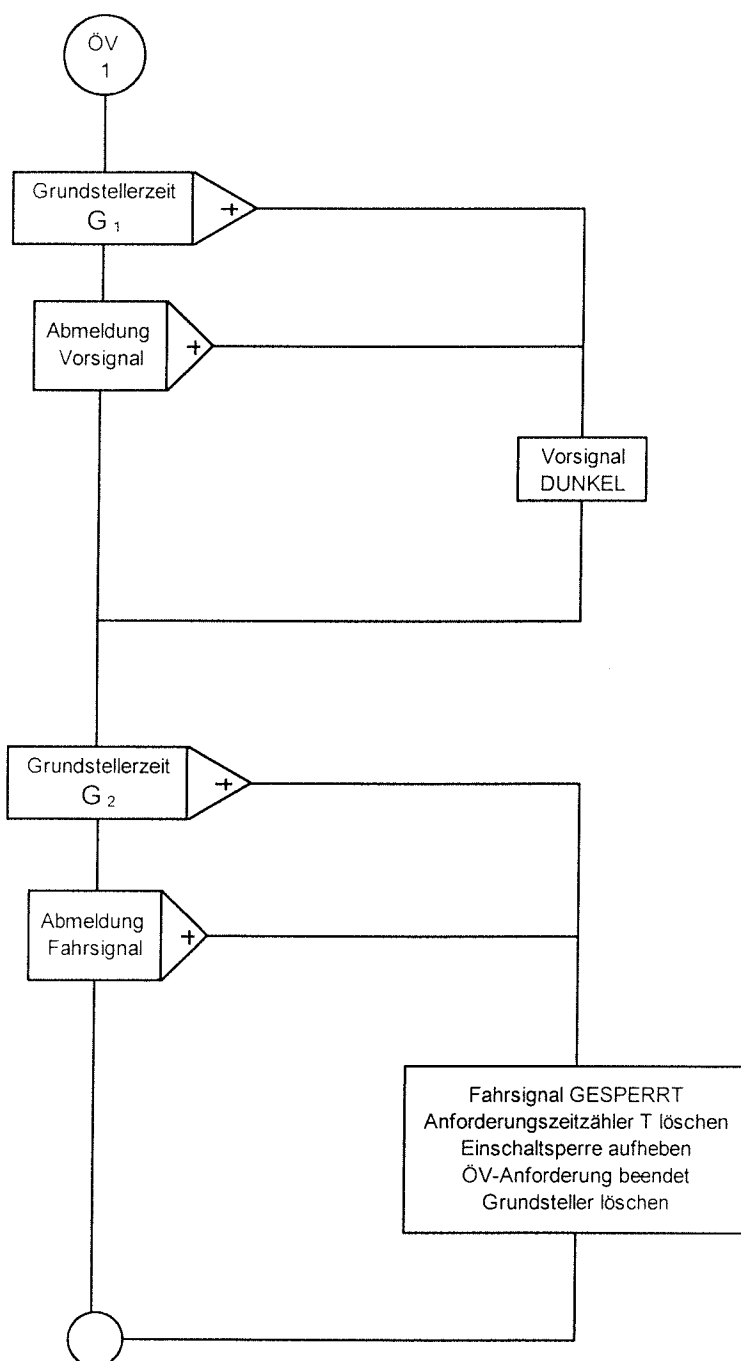 ÖV
1
Grundstellerzeit
G 1
+
Abmeldung
Vorsignal
+
Vorsignal
DUNKEL
Grundstellerzeit
G 2
+
Abmeldung
Fahrsignal
+
Fahrsignal GESPERRT
Anforderungszeitzähler T löschen
Einschaltsperre aufheben
ÖV-Anforderung beendet
Grundsteller löschen